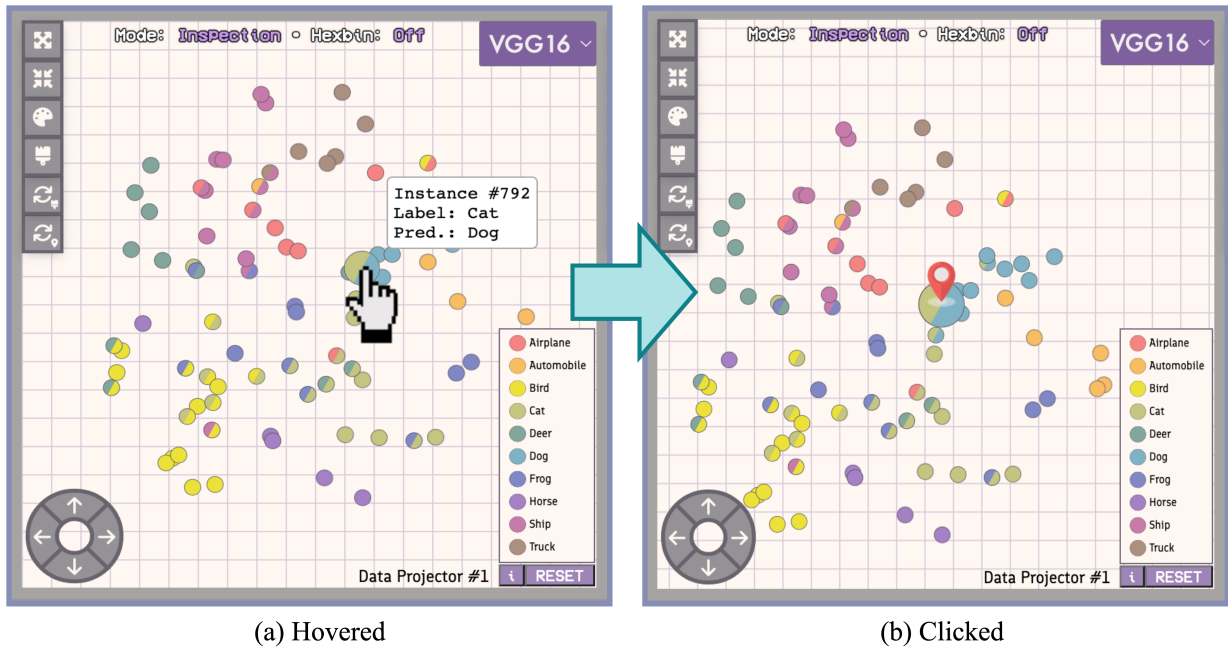 Mode: Inspection - Hexbin: Off
VGG16
Instance #792
Label: Cat
Pred.: Dog
Airplane
Automobile
Bird
Cat
Deer
Dog
Frog
Horse
Ship
Truck
Data Projector #1
i
RESET
(a) Hovered
Mode: Inspection - Hexbin: Off
VGG16
Airplane
Automobile
Bird
Cat
Deer
Dog
Frog
Horse
Ship
Truck
Data Projector #1
i
RESET
(b) Clicked